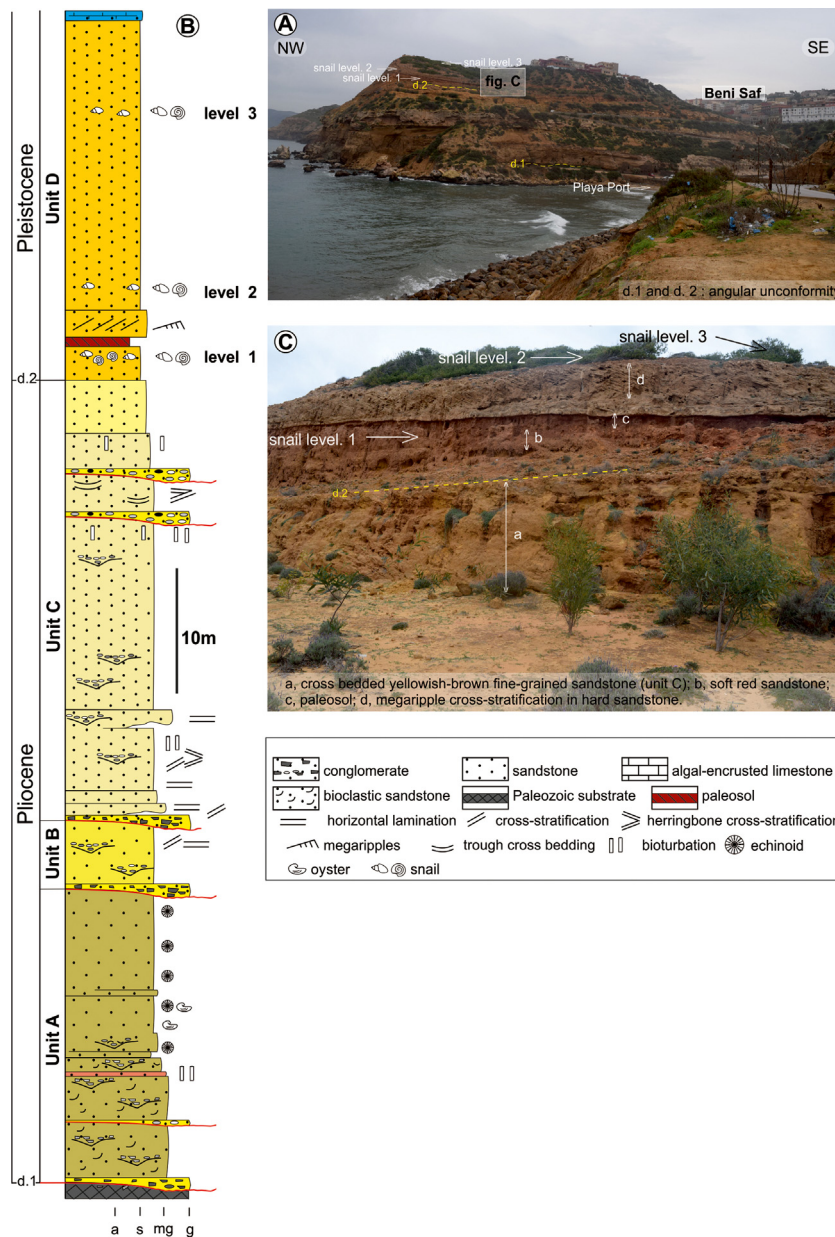 B
Pleistocene
Unit D
level 3
level 2
level 1
d.2
Unit C
10m
Pliocene
Unit B
Unit A
d.1
a s mg g
A
NW
SE
snail level. 2
snail level. 3
snail level. 1
d.2
fig. C
Beni Saf
d.1
Playa Port
d.1 and d. 2 : angular unconformity
C
snail level. 3
snail level. 2
d
c
snail level. 1
b
d.2
a
a, cross bedded yellowish-brown fine-grained sandstone (unit C); b, soft red sandstone;
c, paleosol; d, megaripple cross-stratification in hard sandstone.
conglomerate sandstone algal-encrusted limestone
bioclastic sandstone Paleozoic substrate paleosol
horizontal lamination cross-stratification herringbone cross-stratification
megaripples trough cross bedding bioturbation echinoid
oyster snail